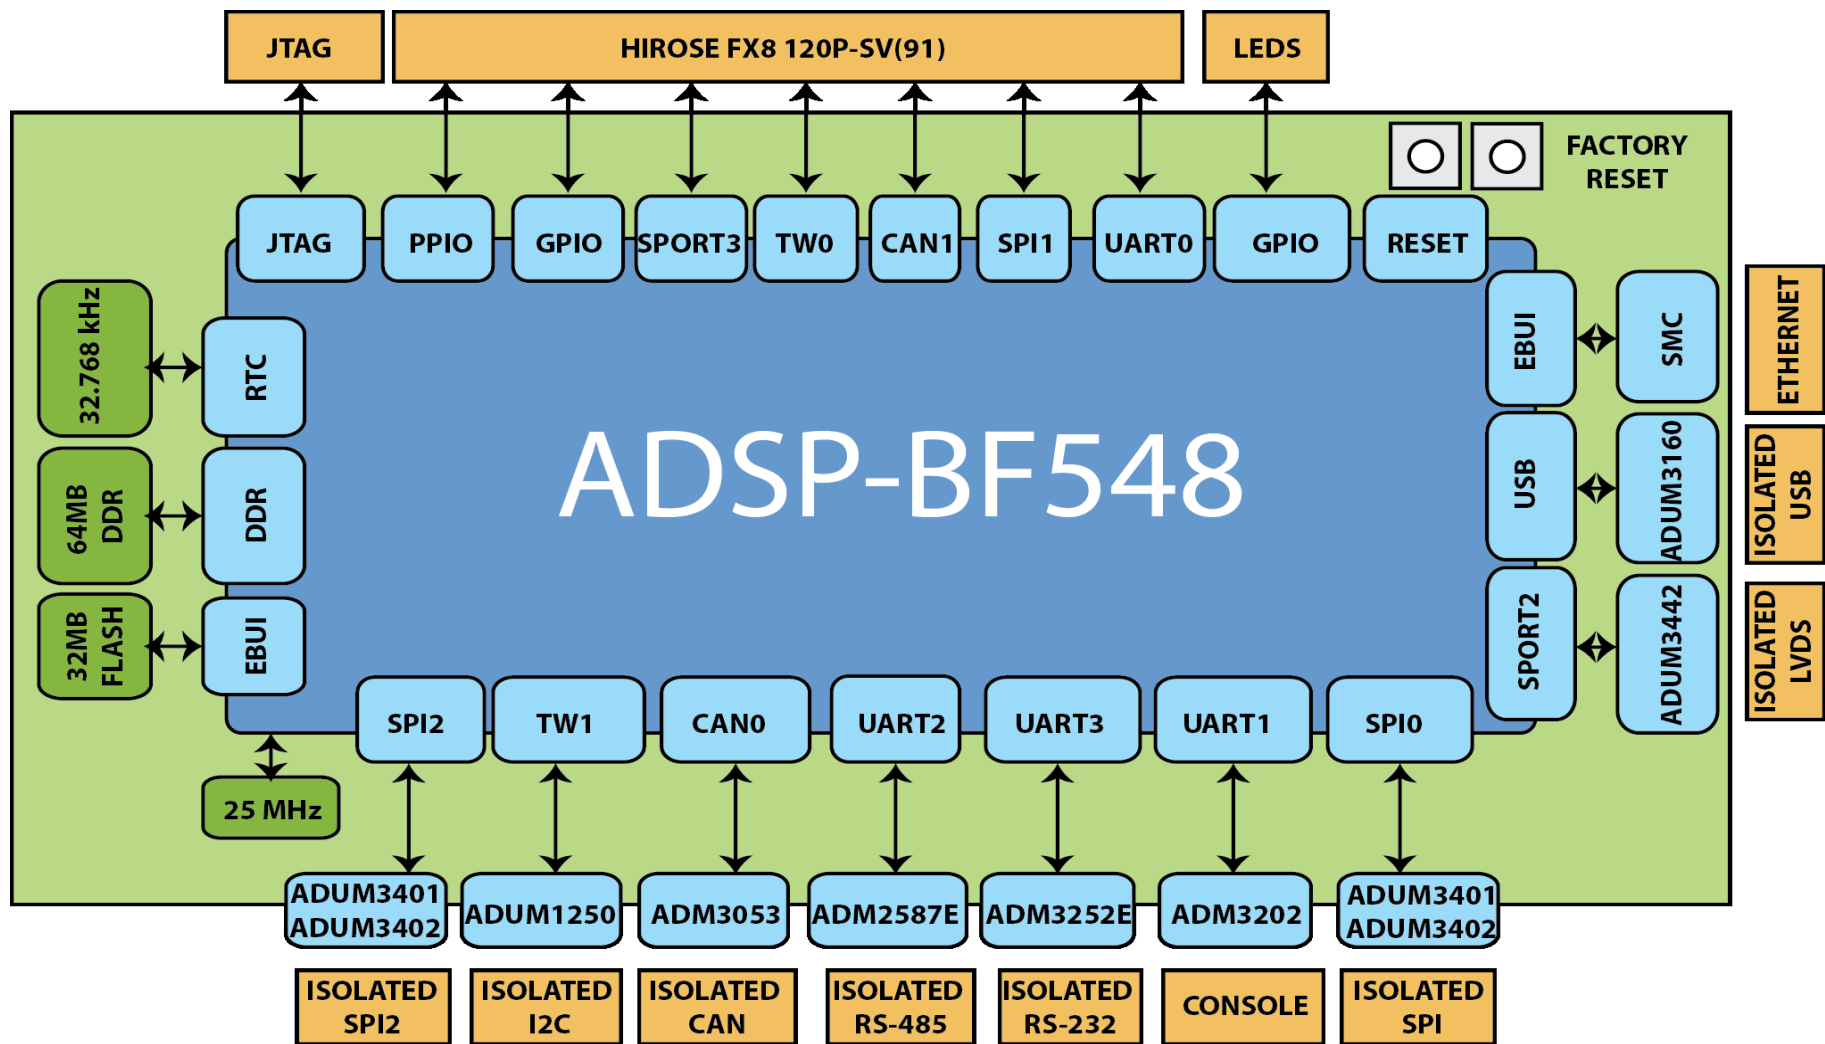 JTAG
HIROSE FX8 120P-SV(91)
LEDS
FACTORY
RESET
JTAG
PPIO
GPIO
SPORT3
TW0
CAN1
SPI1
UART0
GPIO
RESET
32.768 kHz
RTC
64MB
DDR
DDR
32MB
FLASH
EBUI
25 MHz
ADSP-BF548
EBUI
SMC
ETHERNET
USB
ADUM3160
ISOLATED
USB
SPORT2
ADUM3442
ISOLATED
LVDS
SPI2
TW1
CAN0
UART2
UART3
UART1
SPI0
ADUM3401
ADUM3402
ADUM1250
ADM3053
ADM2587E
ADM3252E
ADM3202
ADUM3401
ADUM3402
ISOLATED
SPI2
ISOLATED
I2C
ISOLATED
CAN
ISOLATED
RS-485
ISOLATED
RS-232
CONSOLE
ISOLATED
SPI